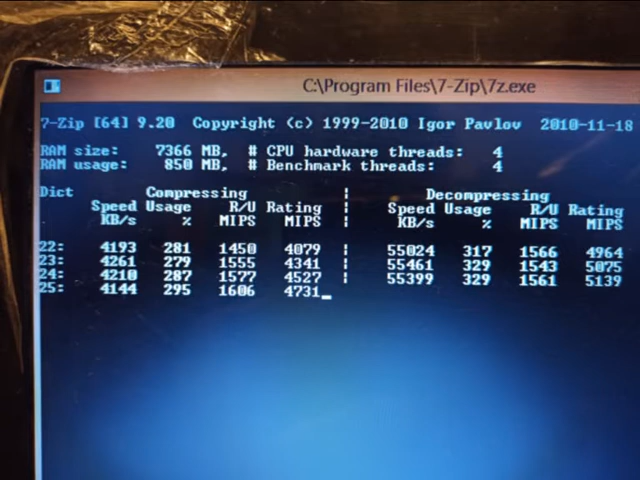 C:\Program Files\7-Zip\7z.exe
7-Zip [64] 9.20 Copyright (c) 1999-2010 Igor Pavlov 2010-11-18
RAM size: 7366 MB, # CPU hardware threads: 4
RAM usage: 850 MB, # Benchmark threads: 4
Dict Compressing | Decompressing
Speed Usage R/U Rating | Speed Usage R/U Rating
KB/s % MIPS MIPS | KB/s % MIPS MIPS
22: 4193 281 1450 4079 | 55024 317 1566 4964
23: 4261 279 1555 4341 | 55461 329 1543 5075
24: 4210 287 1577 4527 | 55399 329 1561 5139
25: 4144 295 1606 4731_